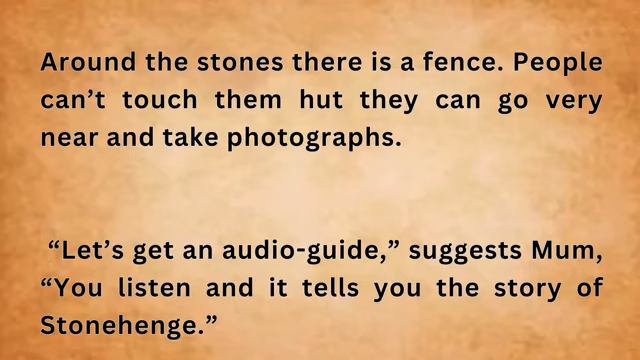 Around the stones there is a fence. People
can’t touch them hut they can go very
near and take photographs.
“Let’s get an audio-guide,” suggests Mum,
“You listen and it tells you the story of
Stonehenge.”